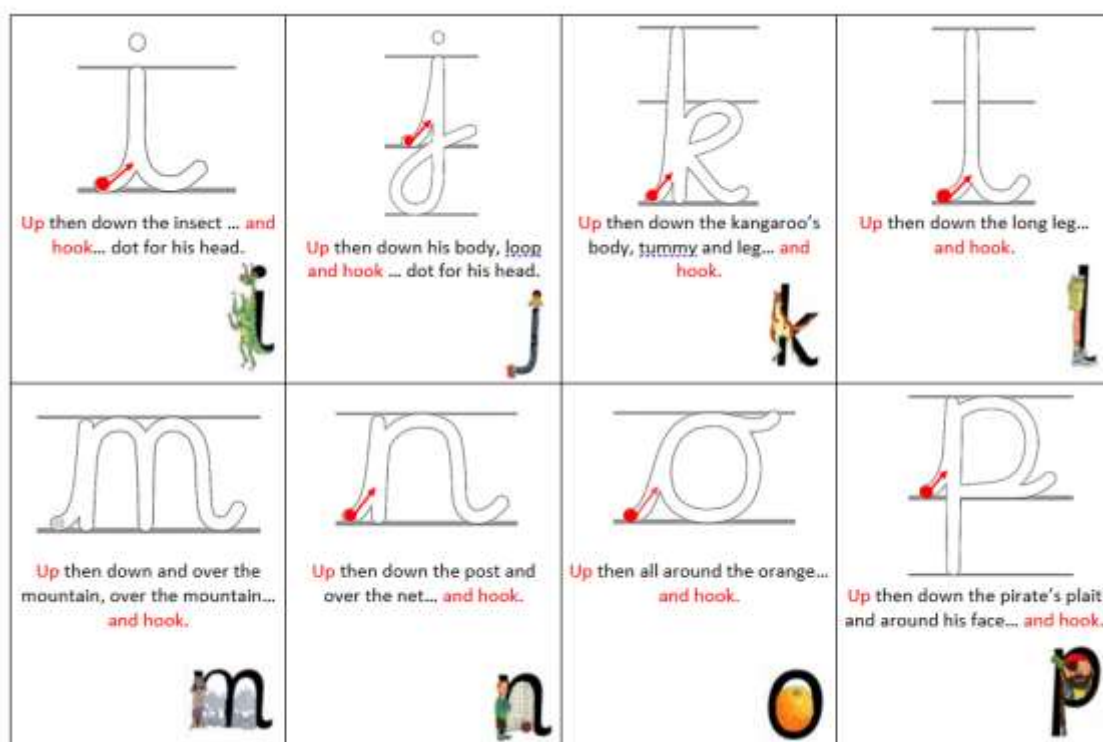 Up then down the insect … and
hook… dot for his head.
Up then down his body, loop
and hook … dot for his head.
Up then down the kangaroo's
body, tummy and leg… and
hook.
Up then down the long leg…
and hook.
Up then down and over the
mountain, over the mountain…
and hook.
Up then down the post and
over the net… and hook.
Up then all around the orange…
and hook.
Up then down the pirate's plait
and around his face… and hook.